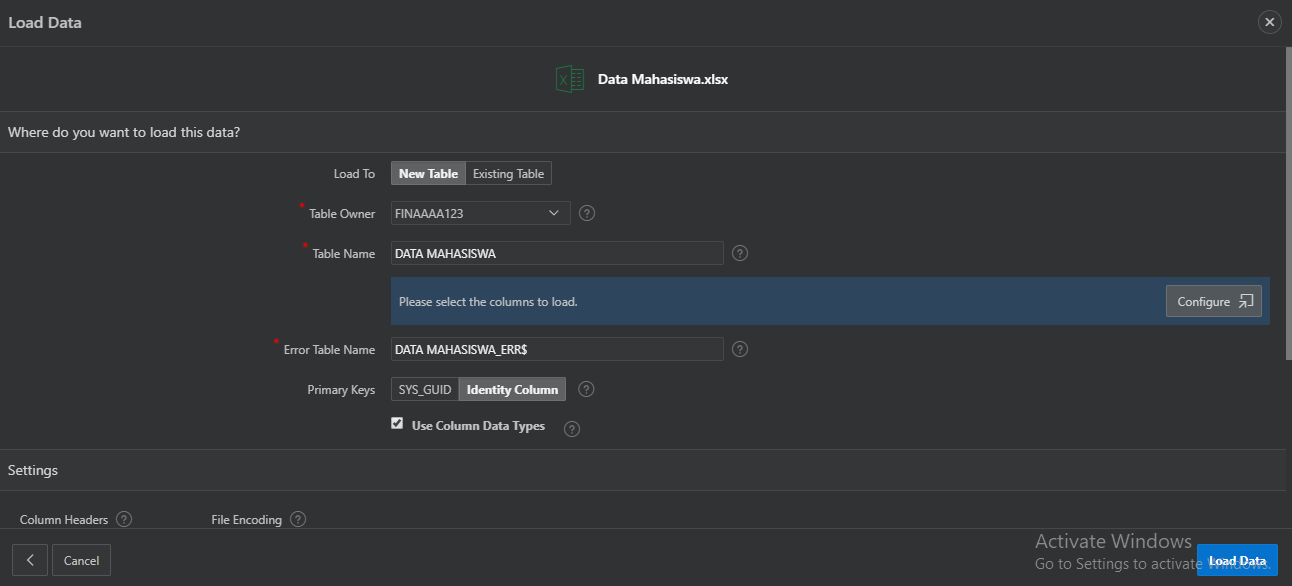 Load Data
Data Mahasiswa.xlsx
Where do you want to load this data?
Load To New Table Existing Table
* Table Owner FINAAAA123
* Table Name DATA MAHASISWA
Please select the columns to load. Configure
* Error Table Name DATA MAHASISWA_ERR$
Primary Keys SYS_GUID Identity Column
Use Column Data Types
Settings
Column Headers File Encoding
Activate Windows
Go to Settings to activate Windows.
Cancel Load Data